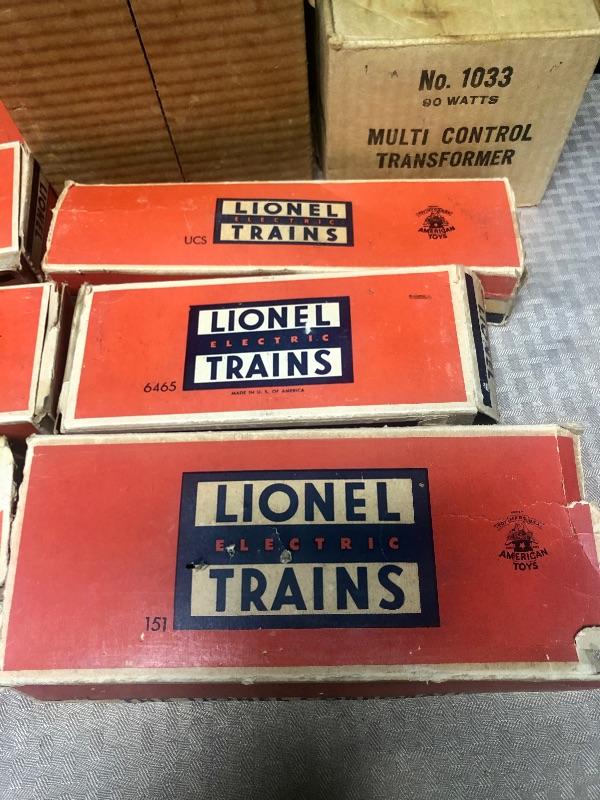 No. 1033
90 WATTS
MULTI CONTROL
TRANSFORMER
LIONEL
ELECTRIC
TRAINS
UCS
AMERICAN
TOYS
LIONEL
ELECTRIC
TRAINS
6465
MADE IN U. S. OF AMERICA
LIONEL
ELECTRIC
TRAINS
151
AMERICAN
TOYS